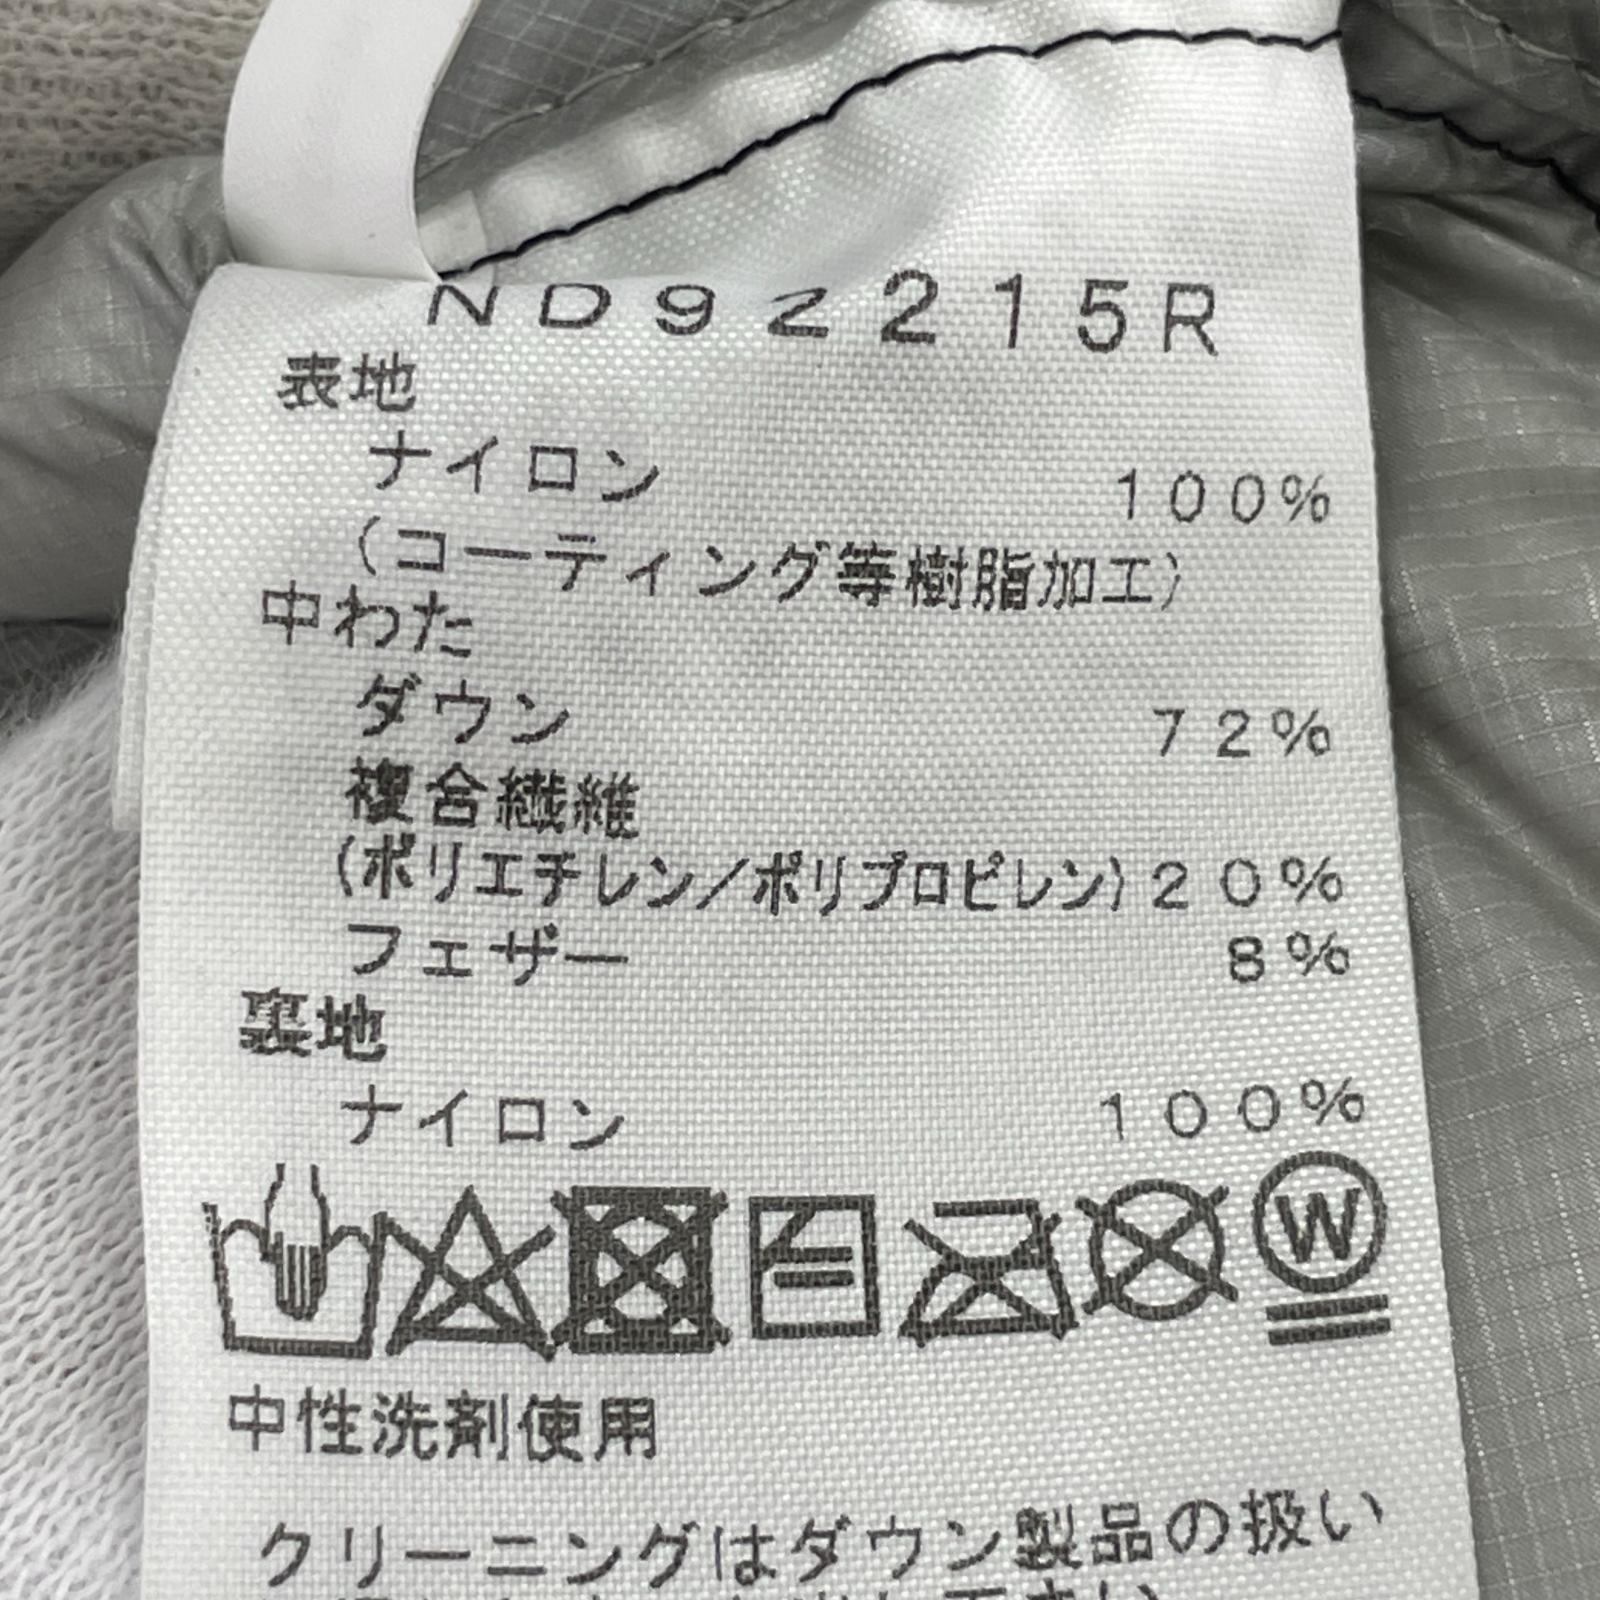 ND92215R
表地
ナイロン 100%
(コーティング等樹脂加工)
中わた
ダウン 72%
複合繊維
(ポリエチレン/ポリプロピレン) 20%
フェザー 8%
裏地
ナイロン 100%
W
中性洗剤使用
クリーニングはダウン製品の扱い